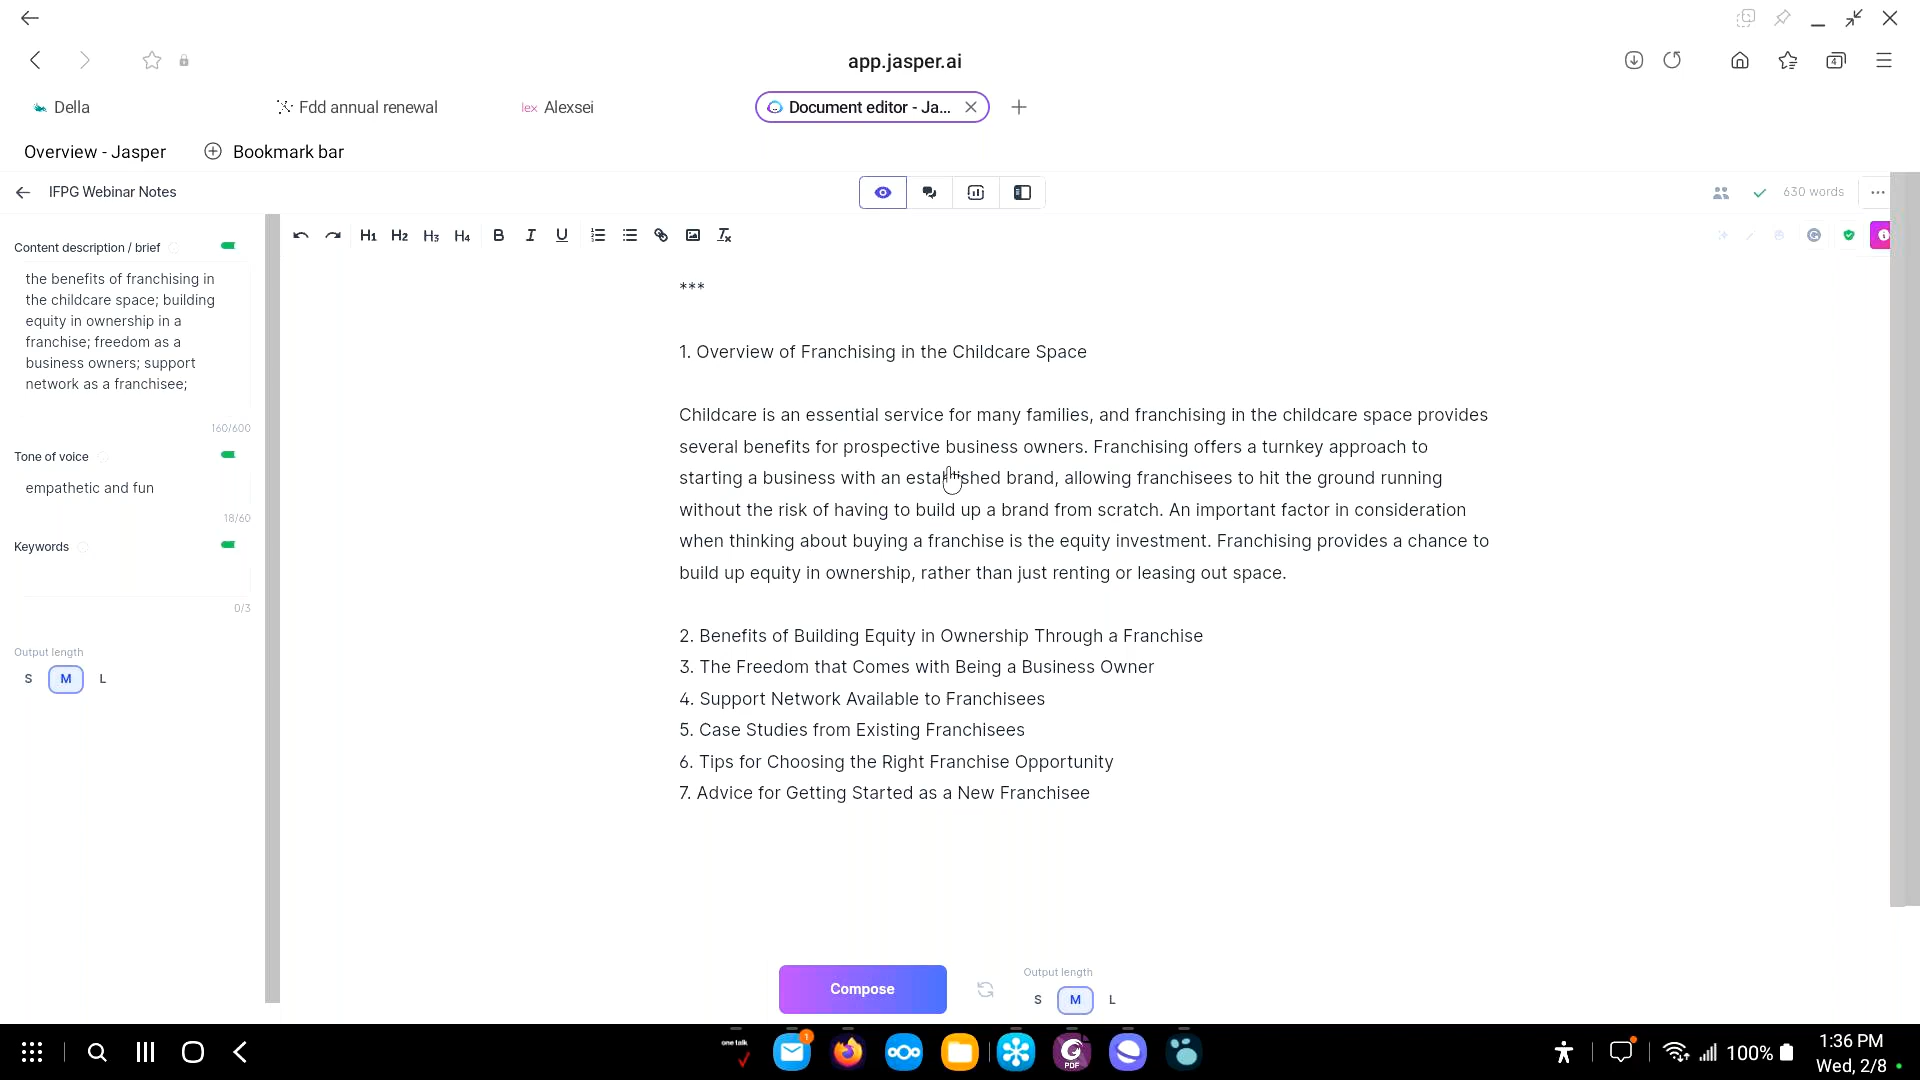 app.jasper.ai
4
Della
Fdd annual renewal
lex Alexsei
Document editor - Ja...
Overview - Jasper
Bookmark bar
IFPG Webinar Notes
630 words
Content description / brief
H1 H2 H3 H4 B I U
the benefits of franchising in
the childcare space; building
equity in ownership in a
franchise; freedom as a
business owners; support
network as a franchisee;
160/600
Tone of voice
empathetic and fun
18/60
Keywords
0/3
Output length
S M L
***
1. Overview of Franchising in the Childcare Space
Childcare is an essential service for many families, and franchising in the childcare space provides
several benefits for prospective business owners. Franchising offers a turnkey approach to
starting a business with an established brand, allowing franchisees to hit the ground running
without the risk of having to build up a brand from scratch. An important factor in consideration
when thinking about buying a franchise is the equity investment. Franchising provides a chance to
build up equity in ownership, rather than just renting or leasing out space.
2. Benefits of Building Equity in Ownership Through a Franchise
3. The Freedom that Comes with Being a Business Owner
4. Support Network Available to Franchisees
5. Case Studies from Existing Franchisees
6. Tips for Choosing the Right Franchise Opportunity
7. Advice for Getting Started as a New Franchisee
Compose
Output length
S M L
one talk
1
PDF
100%
1:36 PM
Wed, 2/8